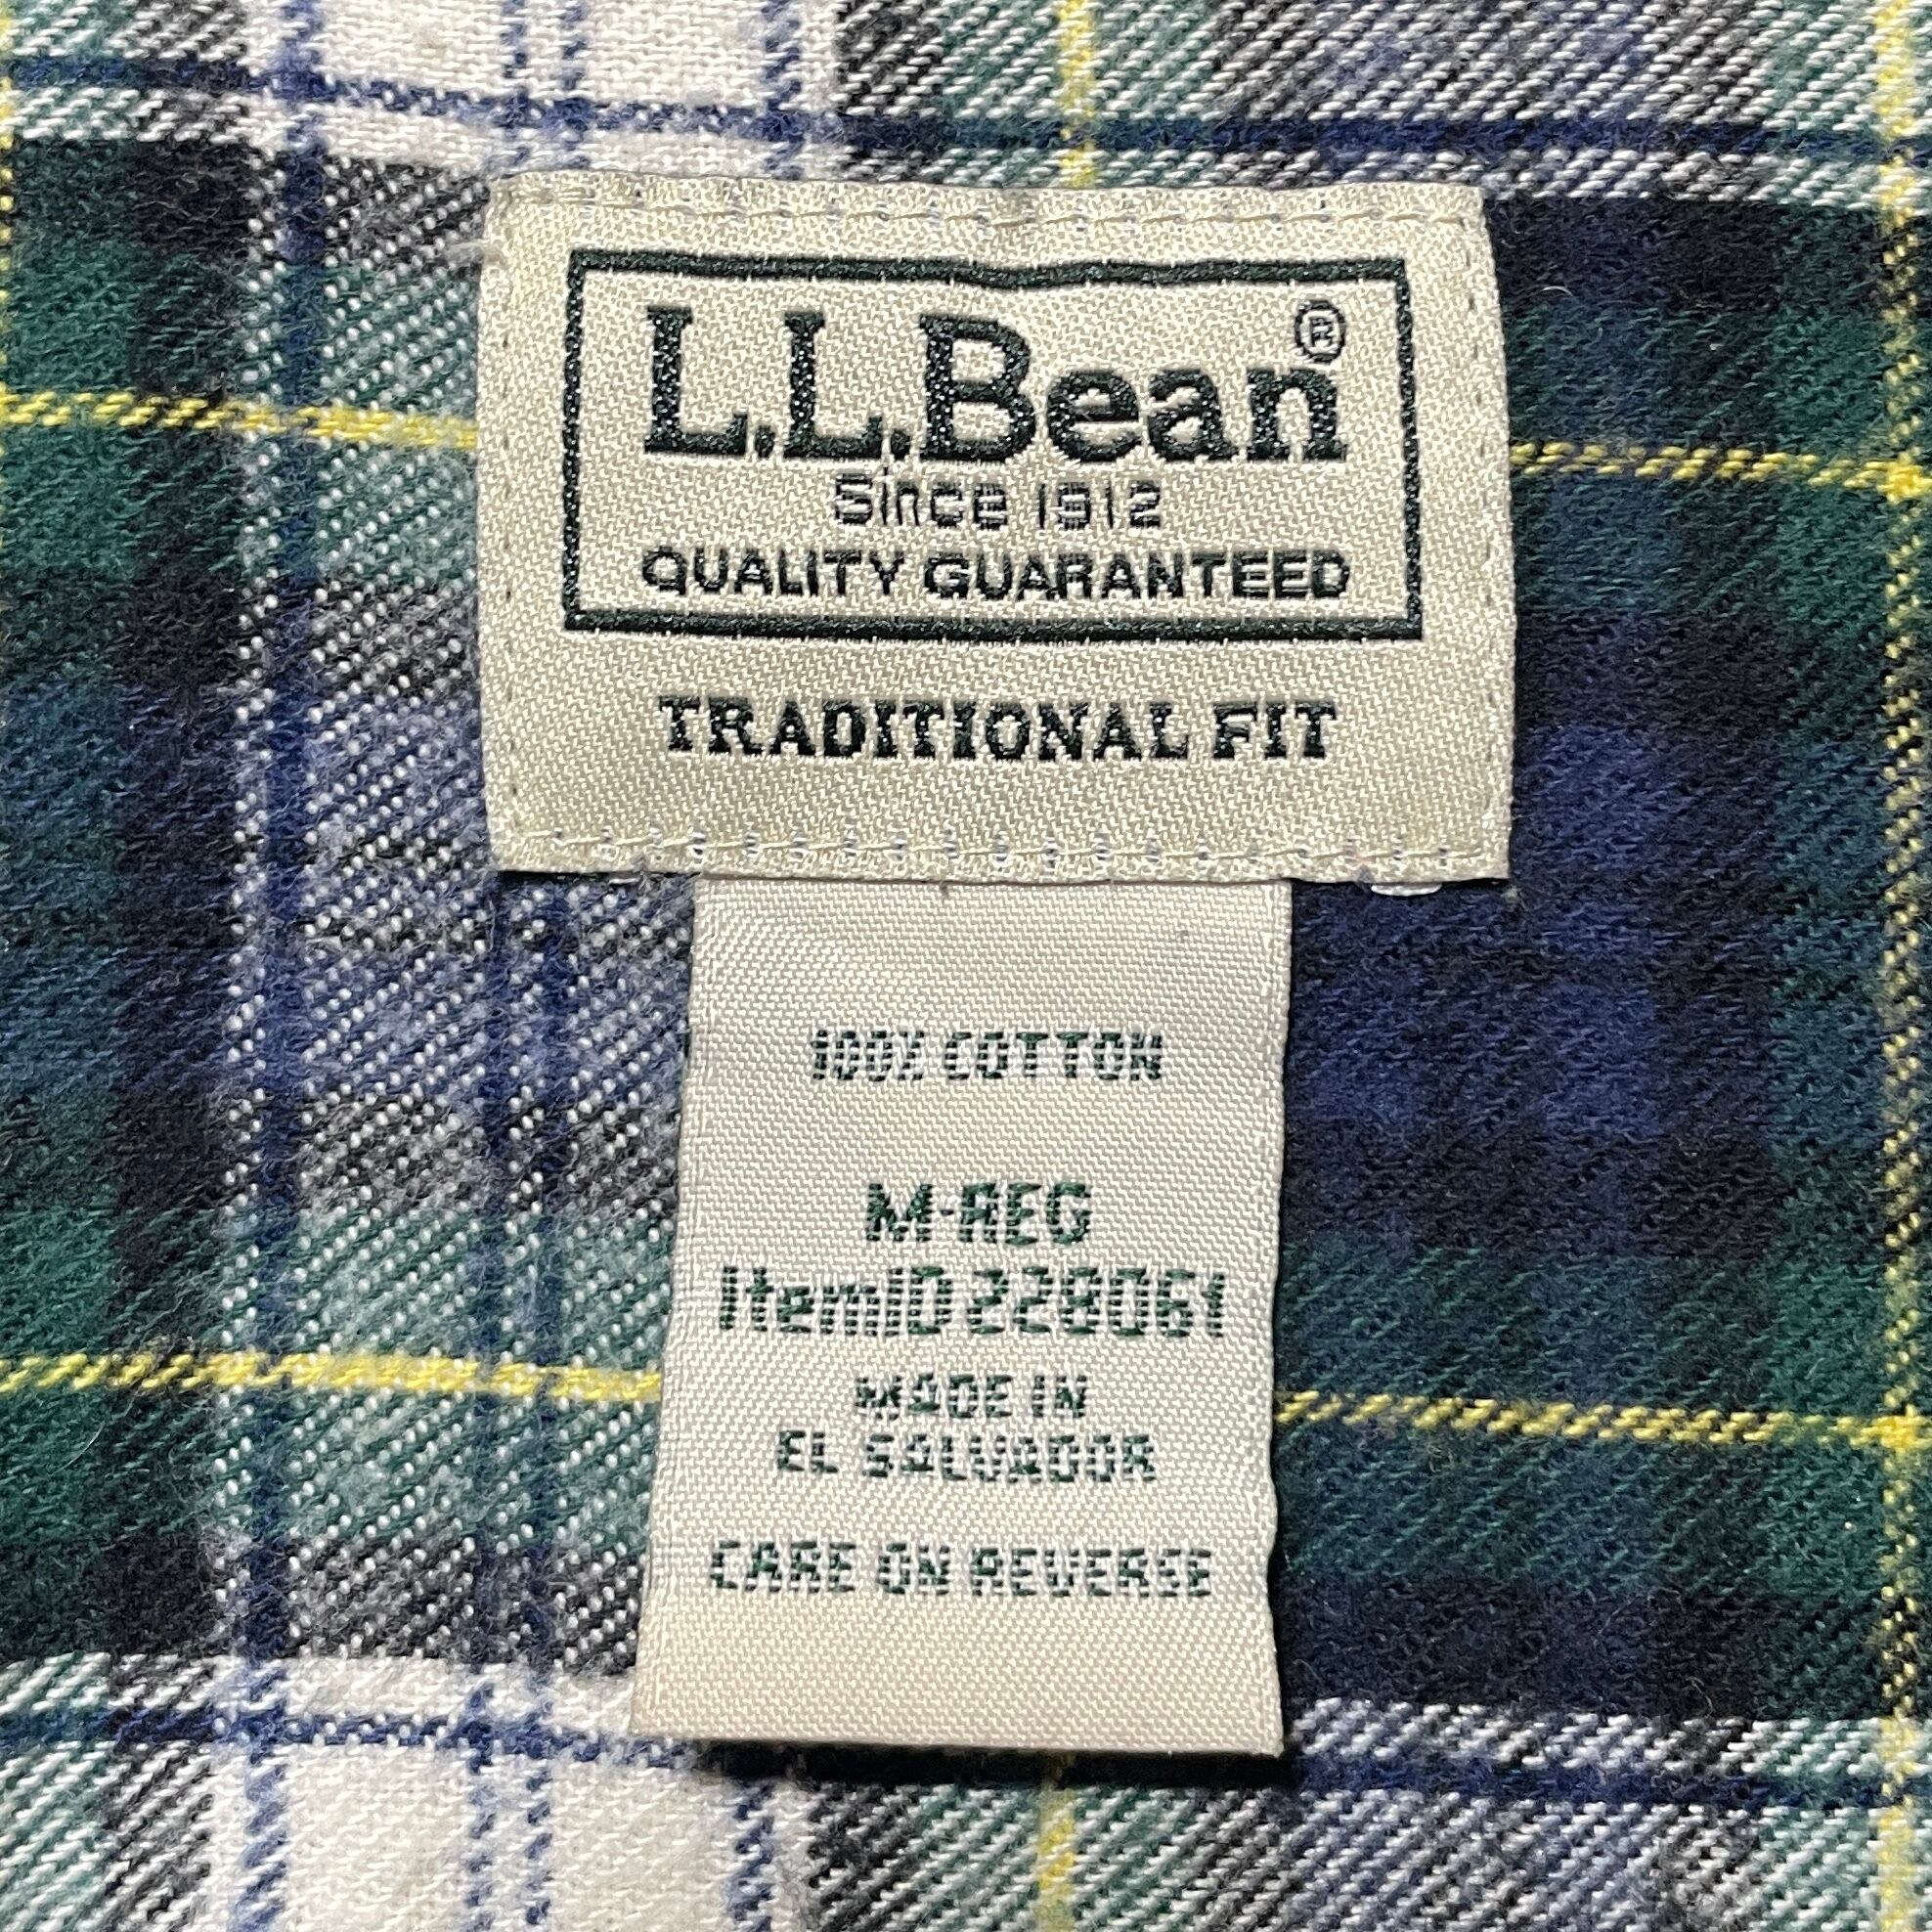 L.L.Bean®
Since 1912
QUALITY GUARANTEED
TRADITIONAL FIT
100% COTTON
M-REG
ItemID 228061
MADE IN
EL SALVADOR
CARE ON REVERSE